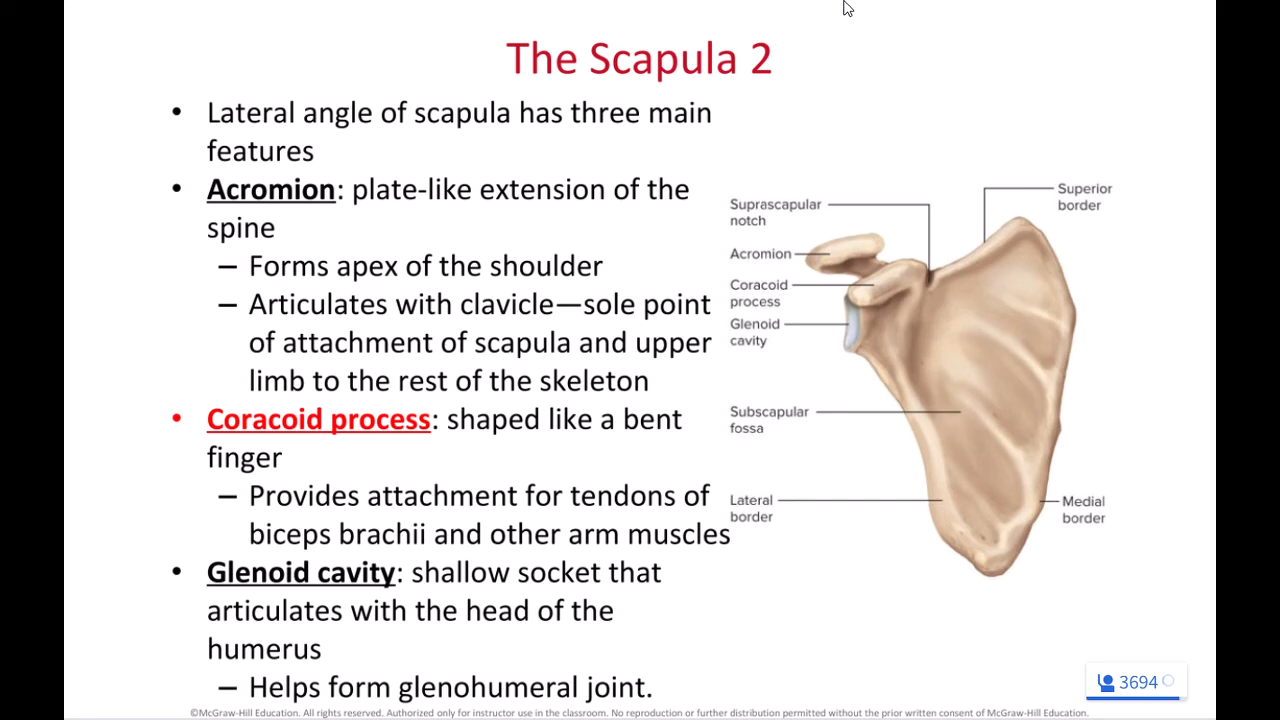 The Scapula 2
• Lateral angle of scapula has three main
features
• Acromion: plate-like extension of the
spine
– Forms apex of the shoulder
– Articulates with clavicle—sole point
of attachment of scapula and upper
limb to the rest of the skeleton
• Coracoid process: shaped like a bent
finger
– Provides attachment for tendons of
biceps brachii and other arm muscles
• Glenoid cavity: shallow socket that
articulates with the head of the
humerus
– Helps form glenohumeral joint.
Superior
border
Suprascapular
notch
Acromion
Coracoid
process
Glenoid
cavity
Subscapular
fossa
Lateral
border
Medial
border
3694
©McGraw-Hill Education. All rights reserved. Authorized only for instructor use in the classroom. No reproduction or further distribution permitted without the prior written consent of McGraw-Hill Education.